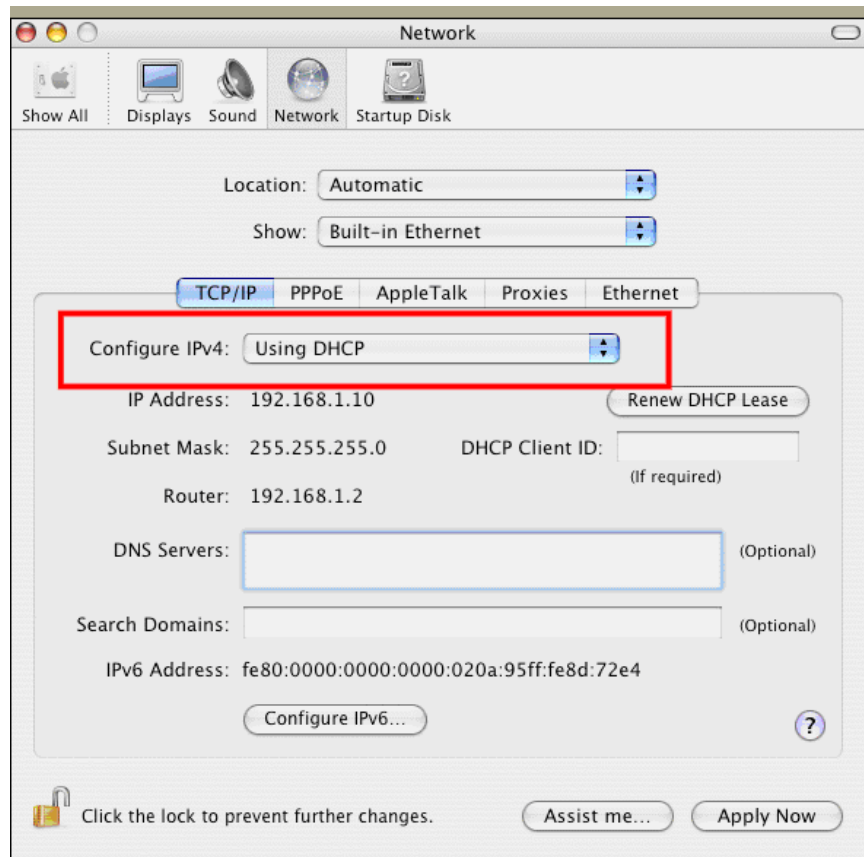 Network
Show All Displays Sound Network Startup Disk
Location: Automatic
Show: Built-in Ethernet
TCP/IP PPPoE AppleTalk Proxies Ethernet
Configure IPv4: Using DHCP
IP Address: 192.168.1.10 Renew DHCP Lease
Subnet Mask: 255.255.255.0 DHCP Client ID:
(If required)
Router: 192.168.1.2
DNS Servers: (Optional)
Search Domains: (Optional)
IPv6 Address: fe80:0000:0000:0000:020a:95ff:fe8d:72e4
Configure IPv6...
?
Click the lock to prevent further changes. Assist me... Apply Now